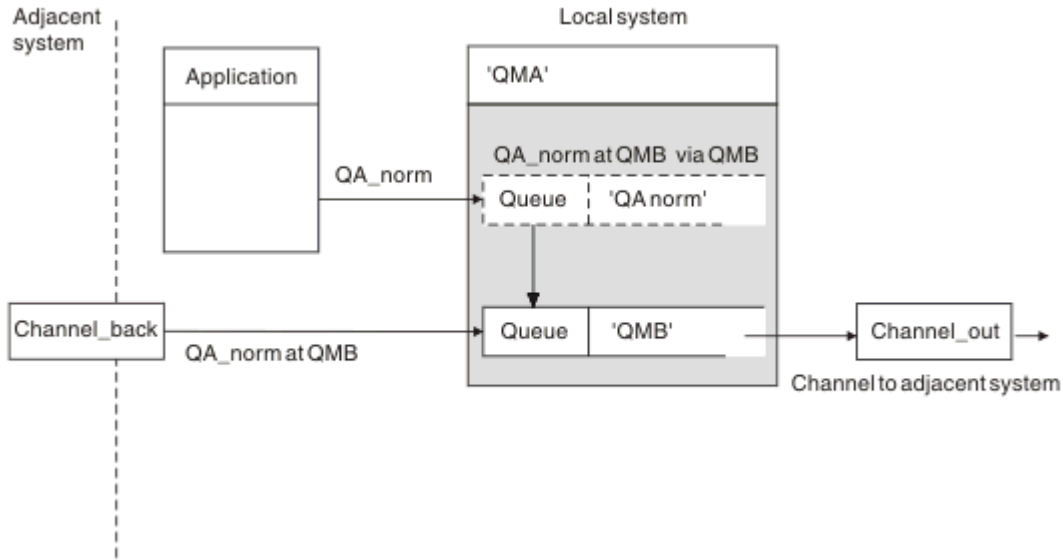 Adjacent
system
Local system
Application
'QMA'
QA_norm at QMB via QMB
QA_norm
Queue
'QA norm'
Channel_back
Queue
'QMB'
Channel_out
QA_norm at QMB
Channel to adjacent system